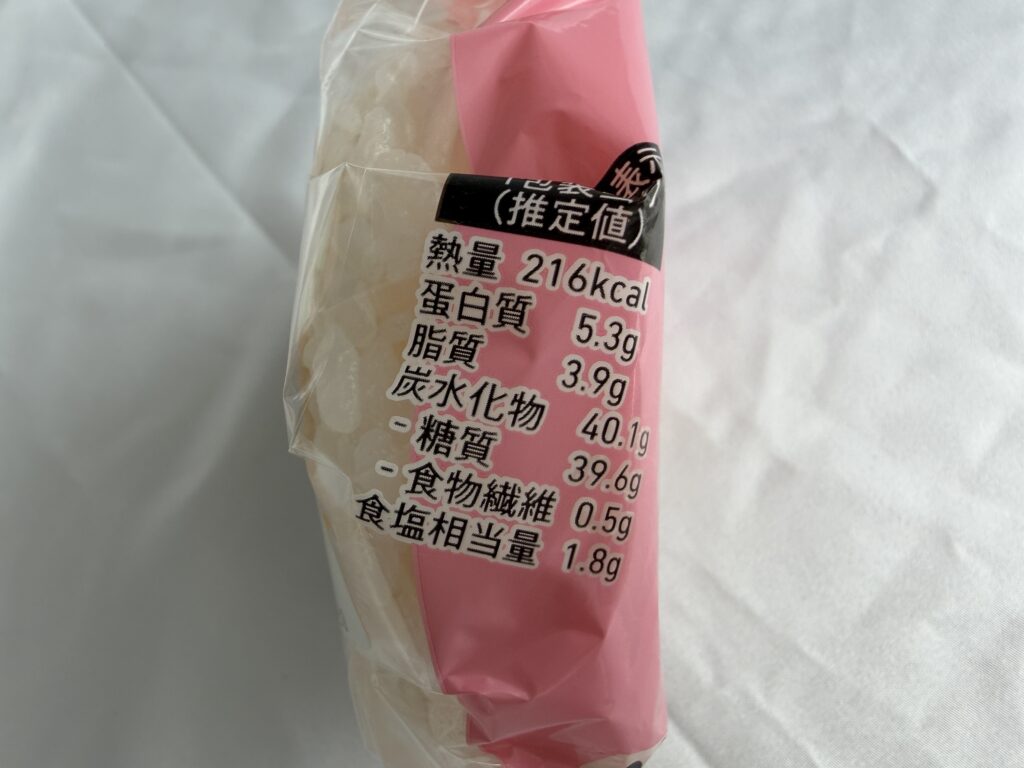 (推定値)
熱量 216kcal
蛋白質 5.3g
脂質 3.9g
炭水化物 40.1g
-糖質 39.6g
-食物繊維 0.5g
食塩相当量 1.8g